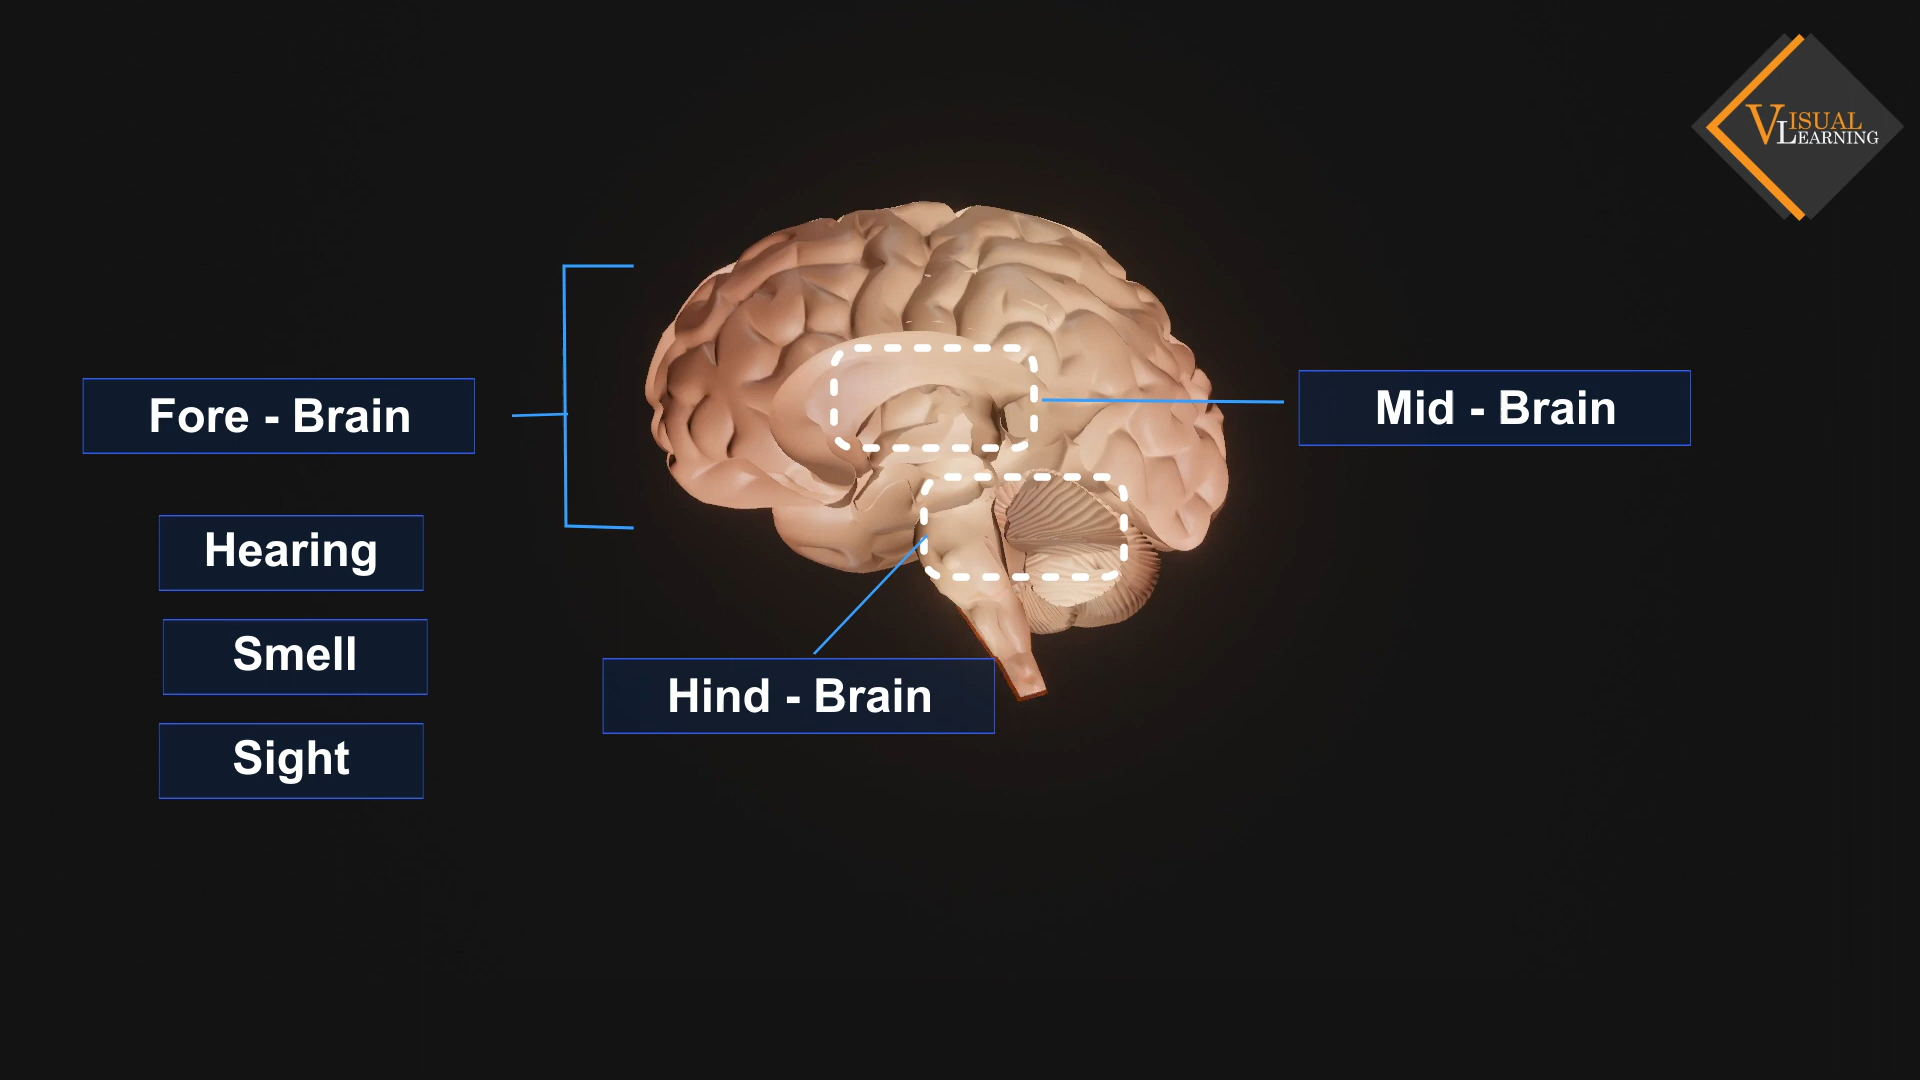 VISUAL
LEARNING
Fore - Brain
Mid - Brain
Hearing
Smell
Sight
Hind - Brain